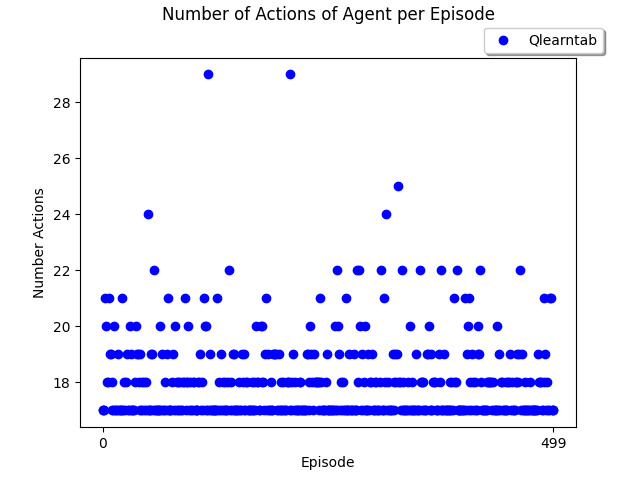 Number of Actions of Agent per Episode
Qlearntab
28
26
24
22
20
18
Number Actions
0
499
Episode